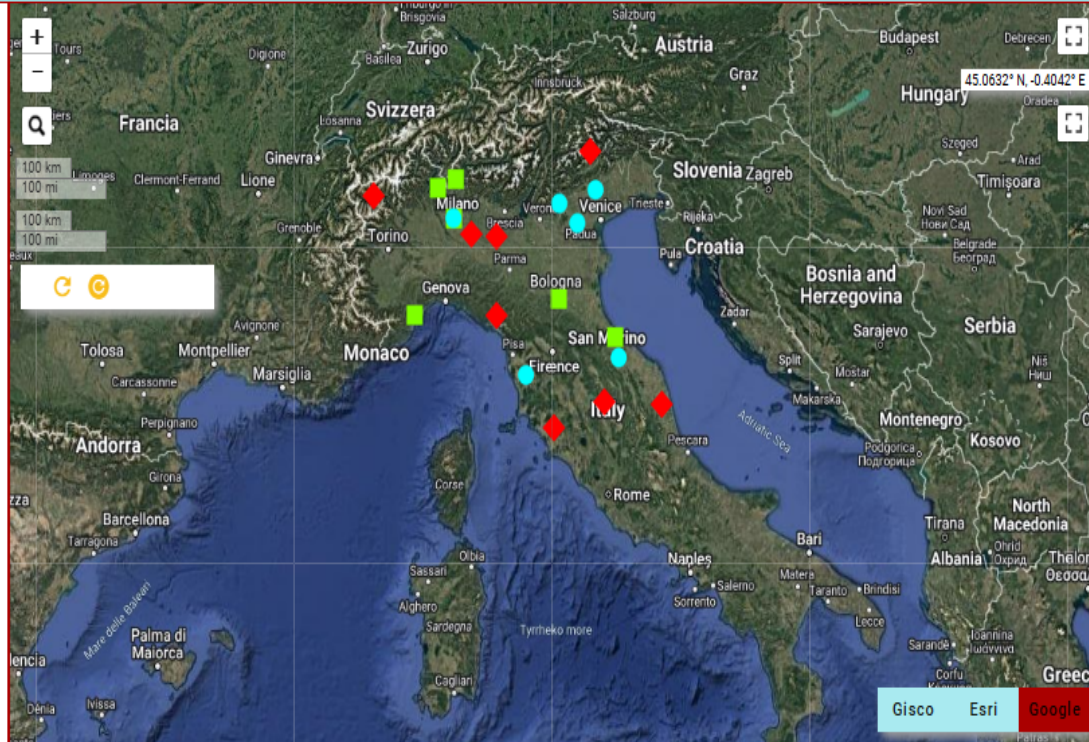 Brisgovia
Salzburg
+
−
Tours
Digione
Basilea
Zurigo
Austria
Budapest
Debrecen
Innsbruck
Graz
45.0632° N, -0.4042° E
Hungary
Oradea
Francia
Losanna
Svizzera
Szeged
Ginevra
Arad
100 km
100 mi
Limoges
Clermont-Ferrand
Lione
Slovenia
Zagreb
Timișoara
Milano
Brescia
Venice
Trieste
Rijeka
Novi Sad
Нови Сад
100 km
100 mi
Grenoble
Torino
Padua
Croatia
Belgrade
Београд
Parma
Pula
Bologna
Bosnia and
Herzegovina
Genova
Zadar
Avignone
Sarajevo
Serbia
Tolosa
Montpellier
Monaco
Pisa
San Marino
Firenze
Split
Niš
Ниш
Marsiglia
Mostar
Carcassonne
Makarska
Italy
Perpignano
Adriatic Sea
Montenegro
Andorra
Pescara
Podgorica
Подгорица
Kosovo
Girona
Corse
Rome
North
Macedonia
Barcellona
Tarragona
Tirana
Bari
Ohrid
Охрид
Olbia
Naples
Albania
Sassari
Salerno
Matera
Brindisi
Alghero
Sorrento
Taranto
Mare delle Baleari
Sardegna
Tyrrheko more
Lecce
Palma di
Maiorca
Sarandë
Ioannina
Ιωάννινα
Cagliari
Corfu
Ivissa
Dénia
Gisco
Esri
Google
Patras